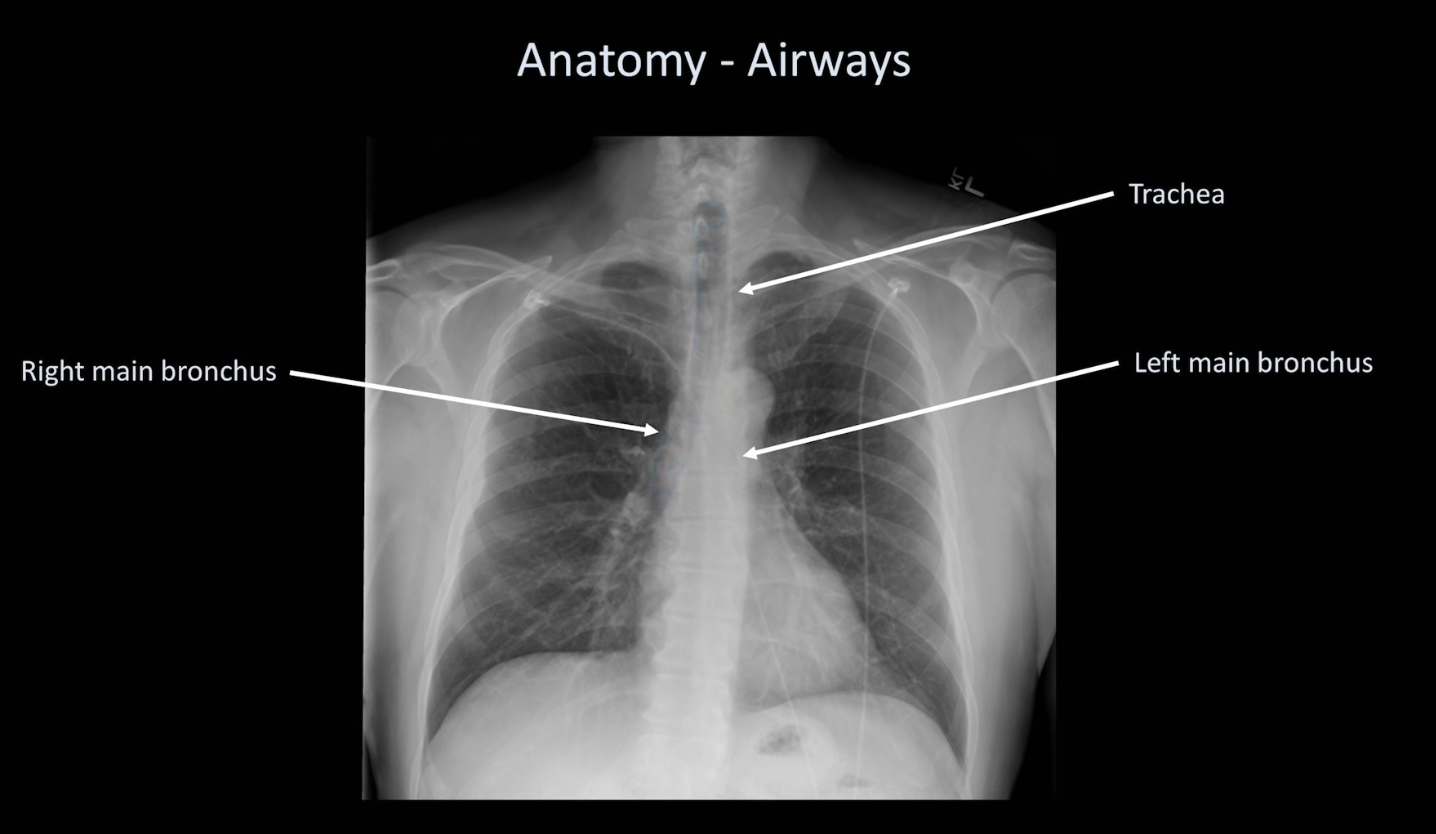 Anatomy - Airways
Trachea
Left main bronchus
Right main bronchus
L